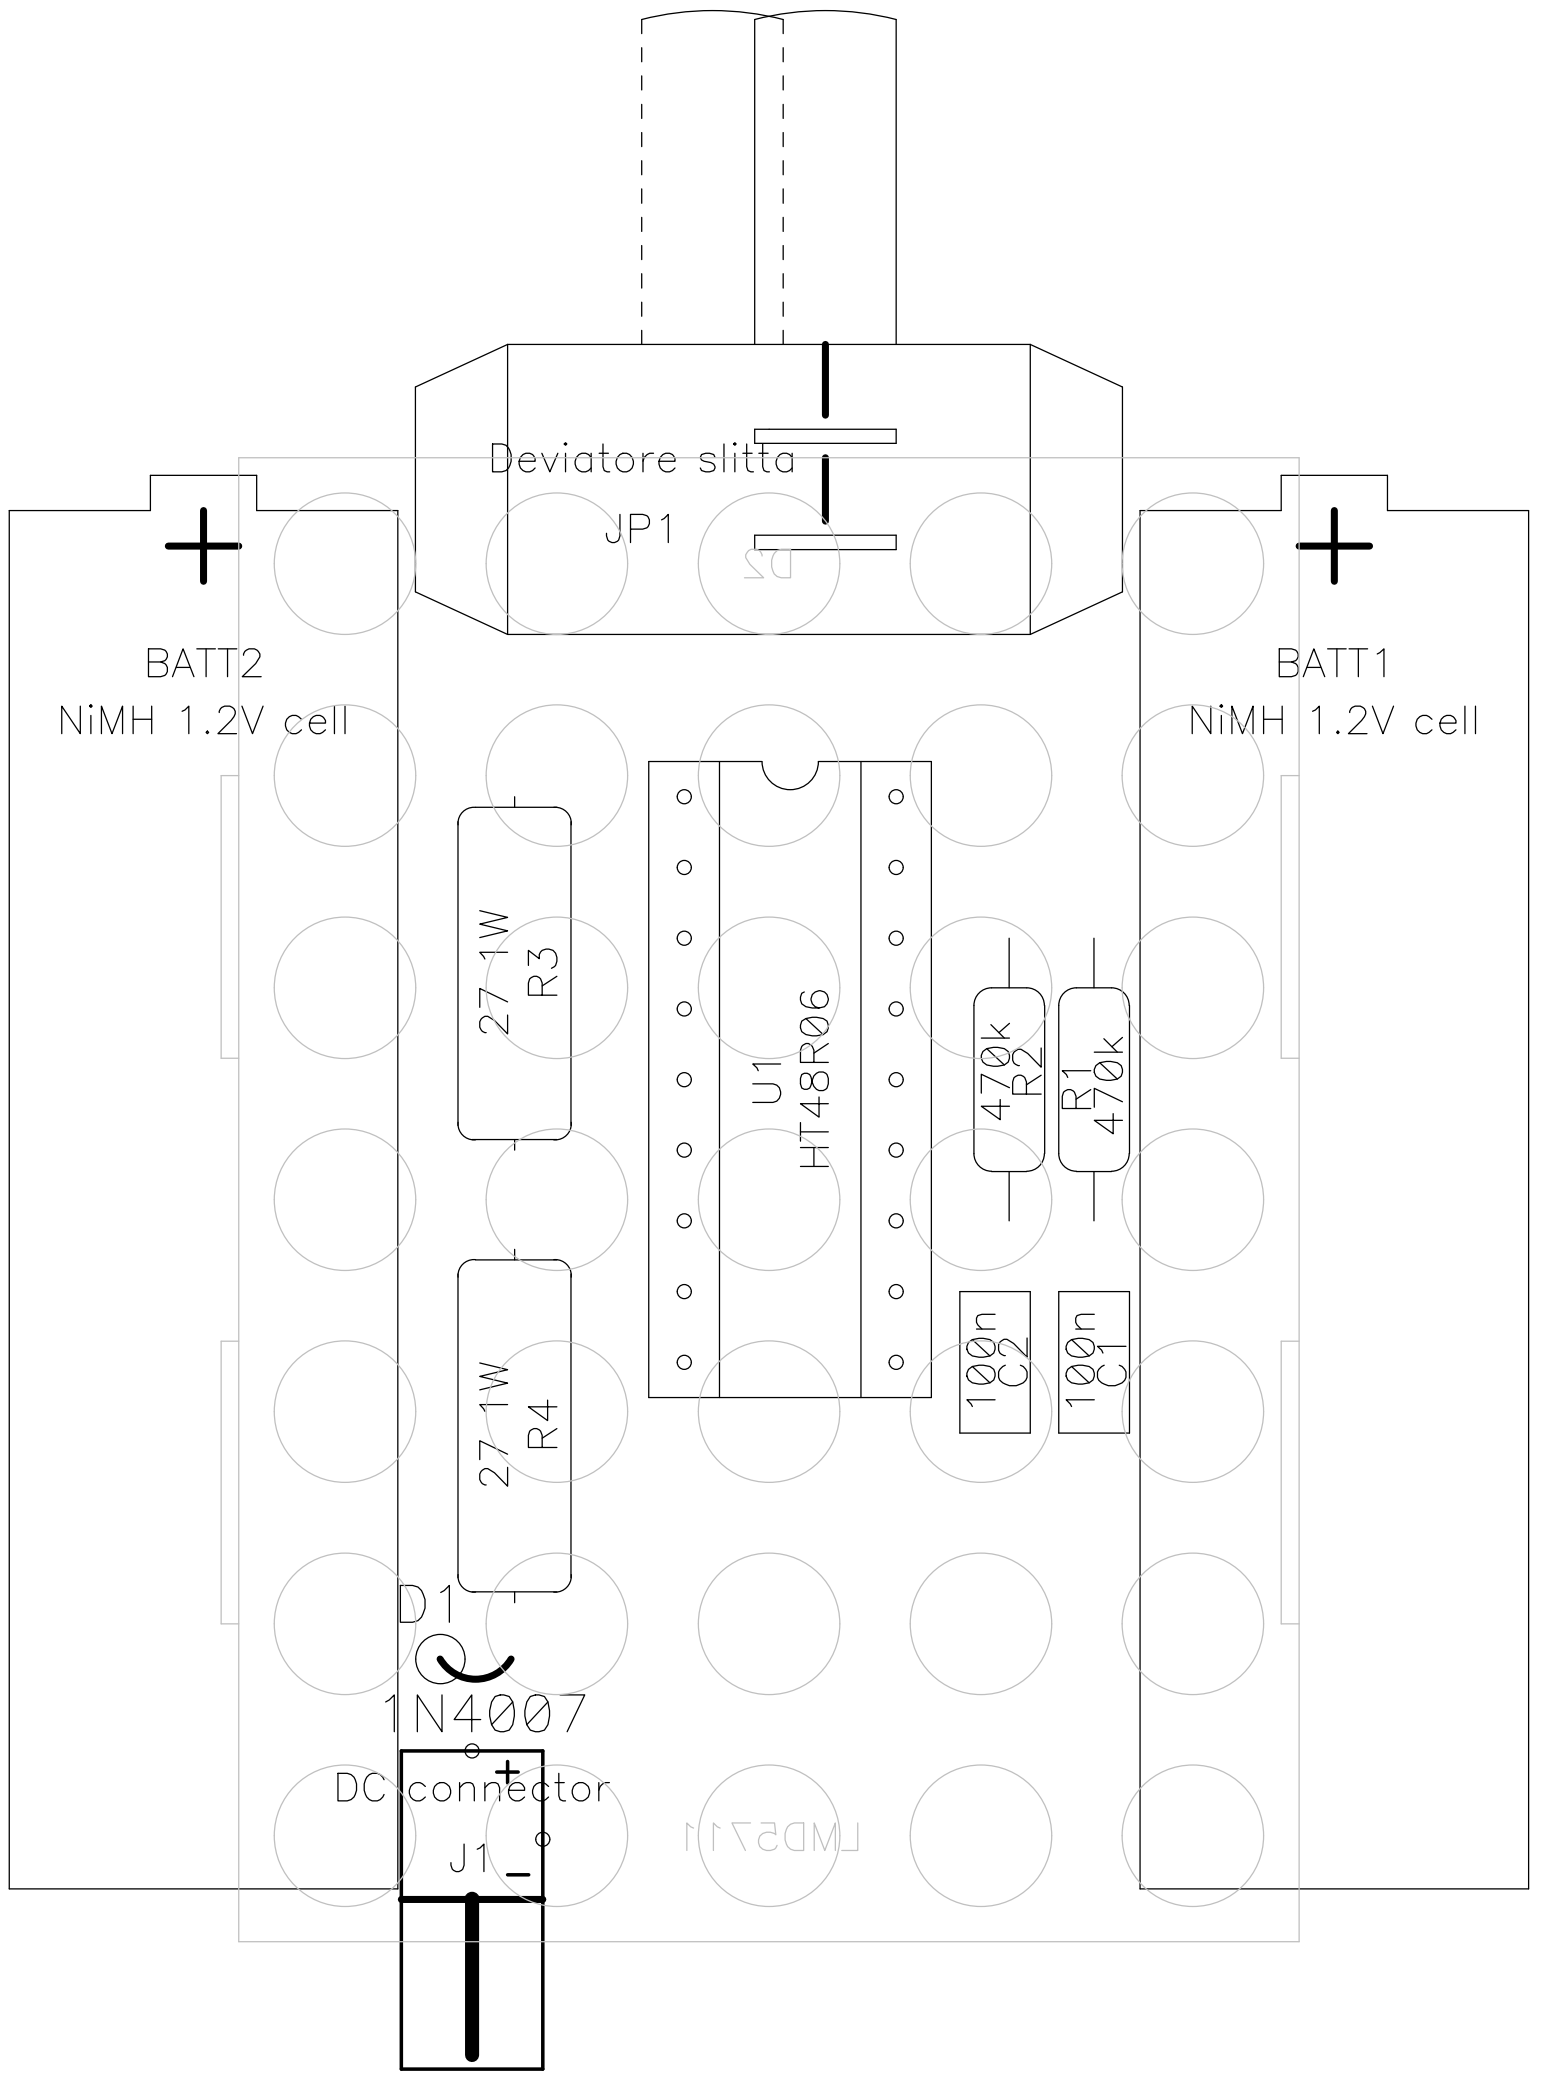 Deviatore slitta
JP1
D2
BATT2
NiMH 1.2V cell
BATT1
NiMH 1.2V cell
27 1W
R3
U1
HT48R06
470k
R2
R1
470k
27 1W
R4
100n
C2
100n
C1
D1
1N4007
+
DC connector
LMD5711
J1
-